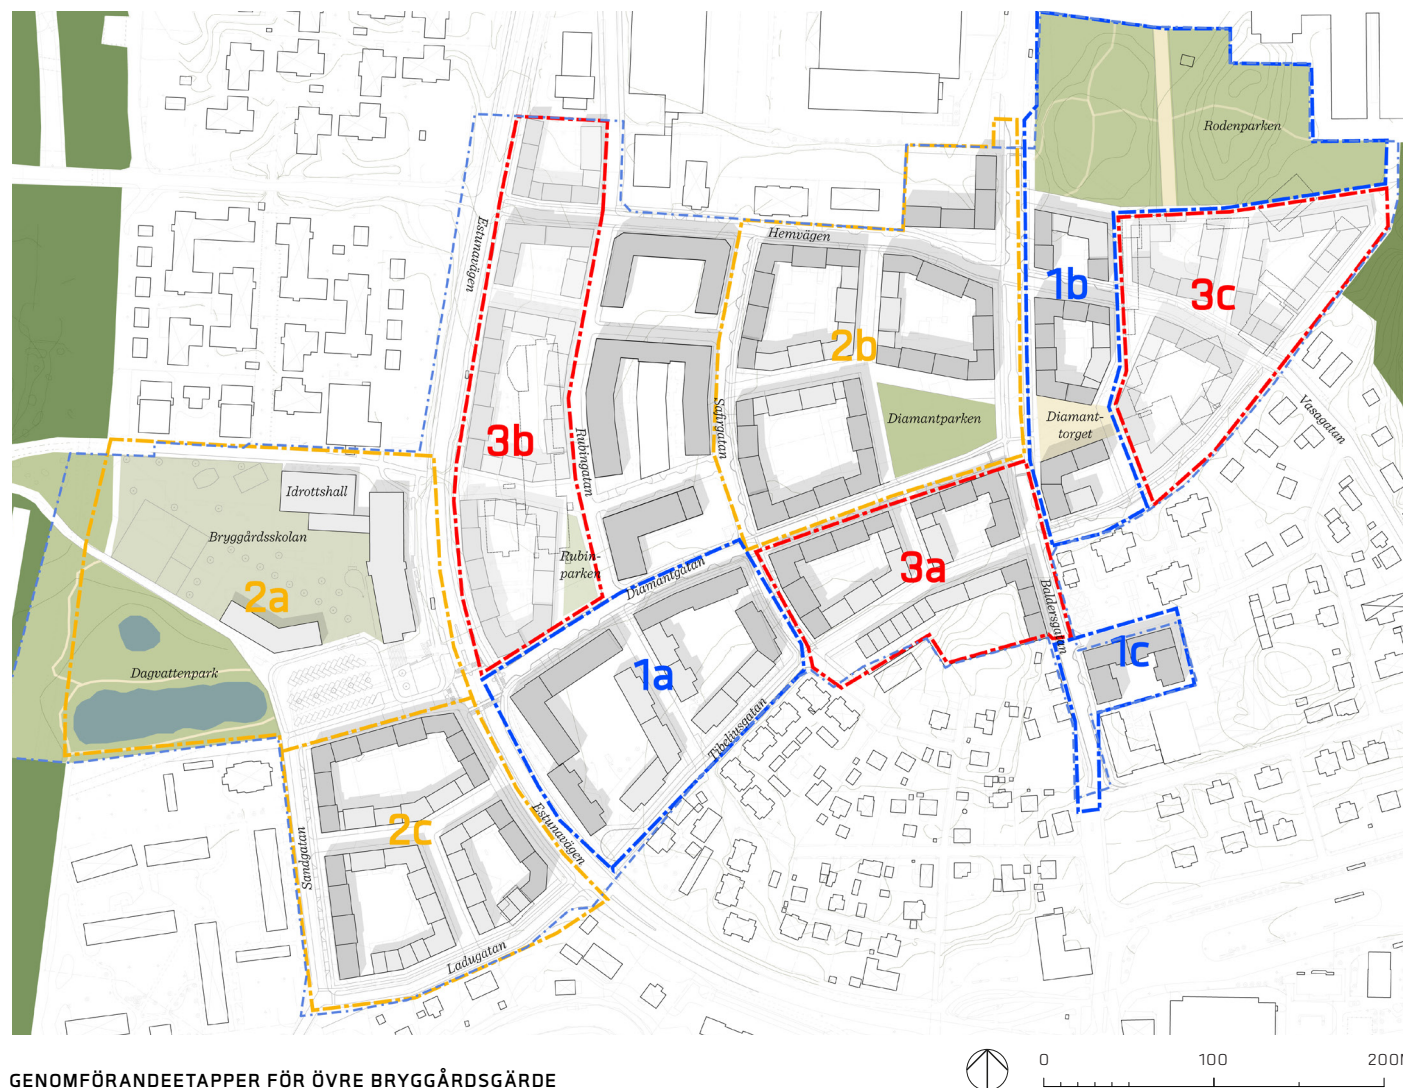 Rodenparken
Estunavägen
Hemvägen
1b
3c
2b
Safirgatan
Diamantparken
Diamant-
torget
Vasagatan
3b
Rubingatan
Idrottshall
Bryggårdsskolan
2a
Rubin-
parken
Diamantgatan
3a
Baldersgatan
1c
Dagvattenpark
1a
Tibeliusgatan
2c
Estunavägen
Sandgatan
Ladugatan
GENOMFÖRANDEETAPPER FÖR ÖVRE BRYGGÅRDSGÄRDE
0 100 200M